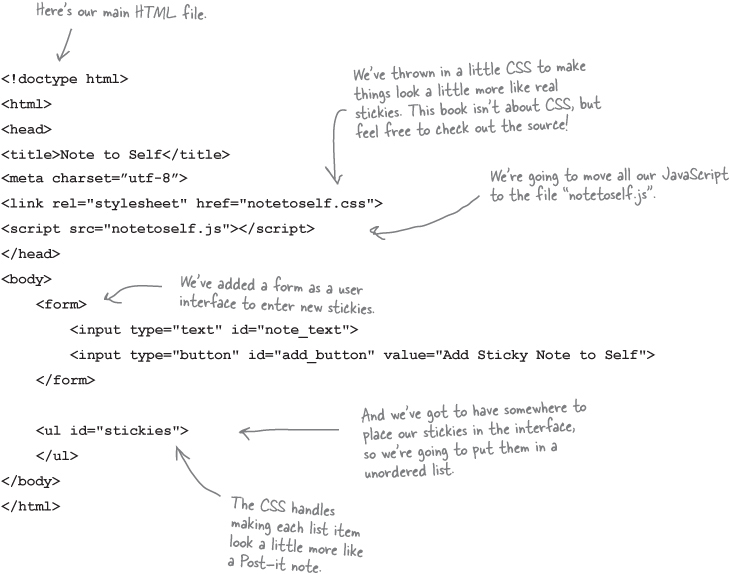 Here's our main HTML file.
<!doctype html>
<html>
<head>
<title>Note to Self</title>
<meta charset="utf-8">
<link rel="stylesheet" href="notetoself.css">
<script src="notetoself.js"></script>
</head>
<body>
    <form>
        <input type="text" id="note_text">
        <input type="button" id="add_button" value="Add Sticky Note to Self">
    </form>

    <ul id="stickies">
    </ul>
</body>
</html>
We've thrown in a little CSS to make
things look a little more like real
stickies. This book isn't about CSS, but
feel free to check out the source!
We're going to move all our JavaScript
to the file "notetoself.js".
We've added a form as a user
interface to enter new stickies.
And we've got to have somewhere to
place our stickies in the interface,
so we're going to put them in a
unordered list.
The CSS handles
making each list item
look a little more like
a Post-it note.